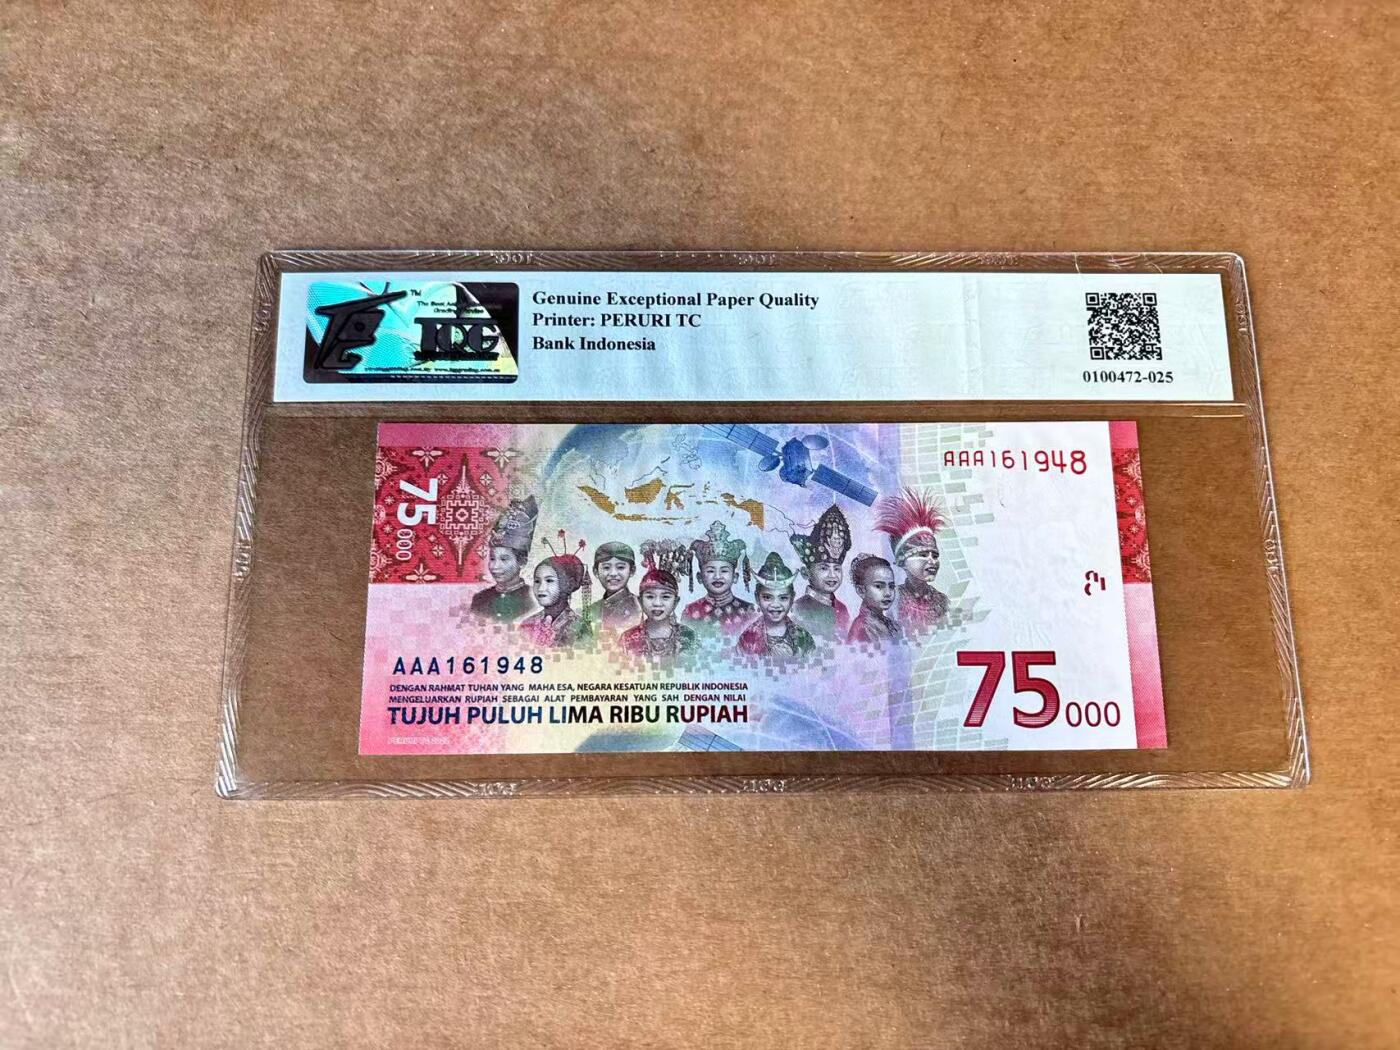 TM
TQG
Genuine Exceptional Paper Quality
Printer: PERURI TC
Bank Indonesia
0100472-025
75000
AAA161948
AAA161948
DENGAN RAHMAT TUHAN YANG MAHA ESA, NEGARA KESATUAN REPUBLIK INDONESIA
MENGELUARKAN RUPIAH SEBAGAI ALAT PEMBAYARAN YANG SAH DENGAN NILAI
TUJUH PULUH LIMA RIBU RUPIAH
75000